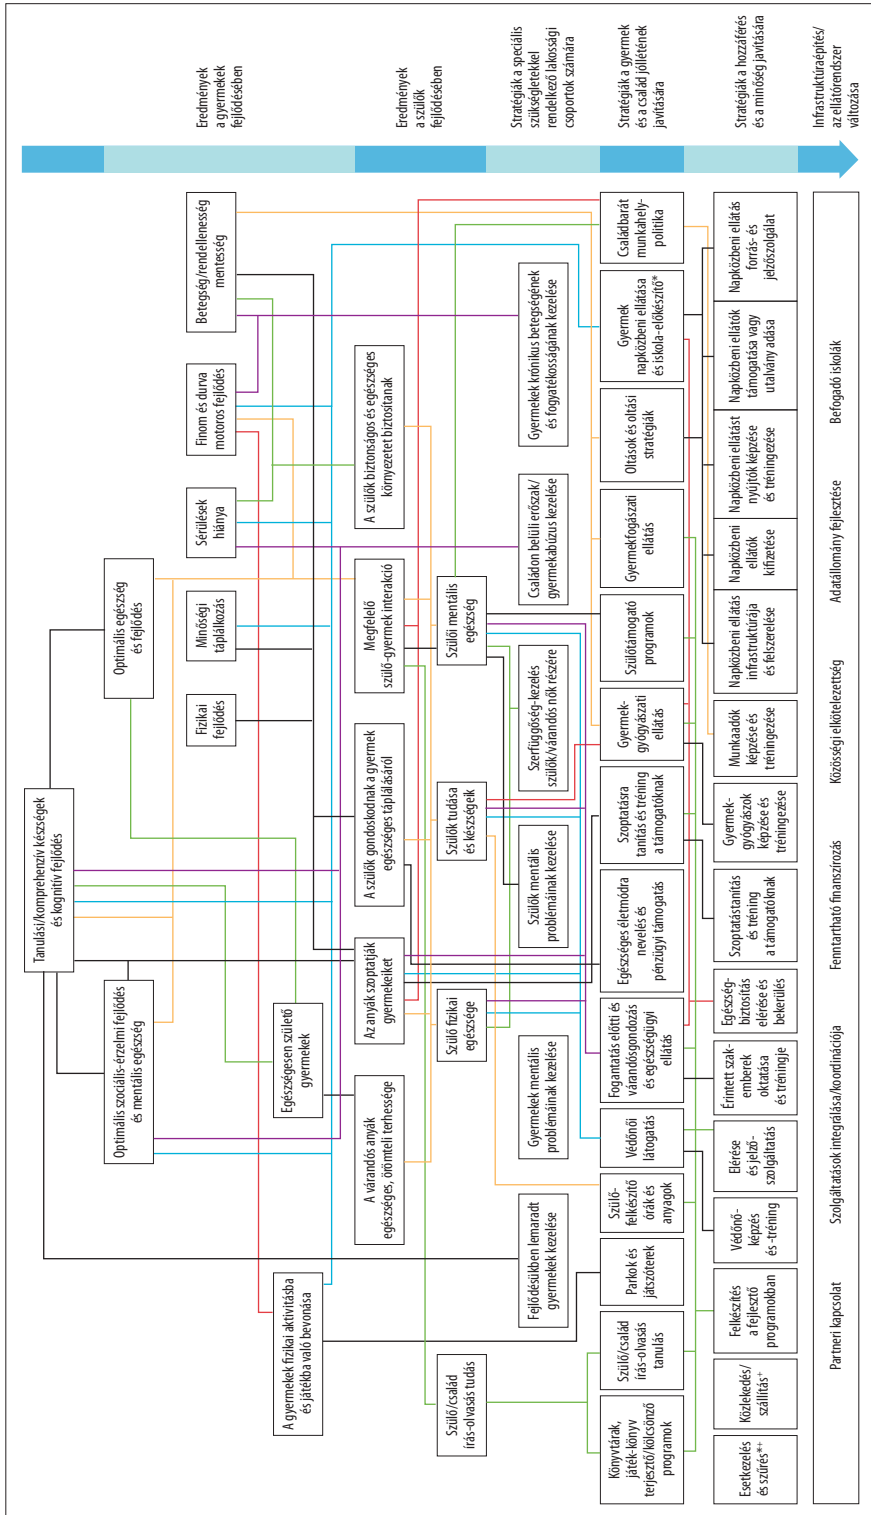 Tanulási/komprehenzív készségek
és kognitív fejlődés
Optimális szociális-érzelmi fejlődés
és mentális egészség
Optimális egészség
és fejlődés
Eredmények
a gyermekek
fejlődésében
A gyermekek fizikai aktivitásba
és játékba való bevonása
Egészségesen születő
gyermekek
Fizikai
fejlődés
Minőségi
táplálkozás
Sérülések
hiánya
Finom és durva
motoros fejlődés
Betegség/rendellenesség
mentesség
Eredmények
a szülők
fejlődésében
A várandós anyák
egészséges, örömteli terhessége
Az anyák szoptatják
gyermekeiket
A szülők gondoskodnak a gyermek
egészséges táplálásáról
Megfelelő
szülő-gyermek interakció
A szülők biztonságos és egészséges
környezetet biztosítanak
Szülő/család
írás-olvasás tudás
Szülő fizikai
egészsége
Szülők tudása
és készségeik
Szülői mentális
egészség
Stratégiák a speciális
szükségletekkel
rendelkező lakossági
csoportok számára
Fejlődésükben lemaradt
gyermekek kezelése
Gyermekek mentális
problémáinak kezelése
Szülők mentális
problémáinak kezelése
Szerfüggőség-kezelés
szülők/várandós nők részére
Családon belüli erőszak/
gyermekabúzus kezelése
Gyermekek krónikus betegségének
és fogyatékosságának kezelése
Stratégiák a gyermek
és a család jóllétének
javítására
Könyvtárak,
játék-könyv
terjesztő/kölcsönző
programok
Szülő/család
írás-olvasás
tanulás
Parkok és
játszóterek
Szülő-
felkészítő
órák és
anyagok
Védőnői
látogatás
Fogantatás előtti és
várandósgondozás
és egészségügyi
ellátás
Egészséges életmódra
nevelés és
pénzügyi támogatás
Szoptatásra
tanítás és tréning
a támogatóknak
Gyermek-
gyógyászati
ellátás
Szülőtámogató
programok
Gyermekfogászati
ellátás
Oltások és oltási
stratégiák
Gyermek
napközbeni ellátása
és iskola-előkészítő*
Családbarát
munkahely-
politika
Stratégiák a hozzáférés
és a minőség javítására
Esetkezelés
és szűrés*+
Közlekedés/
szállítás+
Felkészítés
a fejlesztő
programokban
Védőnő-
képzés
és -tréning
Elérése
és jelző-
szolgáltatás
Érintett szak-
emberek
oktatása
és tréningje
Egészség-
biztosítás
elérése és
bekerülés
Szoptatástanítás
és tréning
a támogatóknak
Gyermek-
gyógyászok
képzése és
tréningezése
Munkaadók
képzése és
tréningezése
Napközbeni ellátás
infrastruktúrája
és felszerelése
Napközbeni
ellátók
kifizetése
Napközbeni ellátást
nyújtók képzése
és tréningezése
Napközbeni ellátók
támogatása vagy
utalvány adása
Napközbeni ellátás
forrás- és
jelzőszolgálat
Infrastruktúraépítés/
az ellátórendszer
változása
Partneri kapcsolat
Szolgáltatások integrálása/koordinációja
Fenntartható finanszírozás
Közösségi elkötelezettség
Adatállomány fejlesztése
Befogadó iskolák